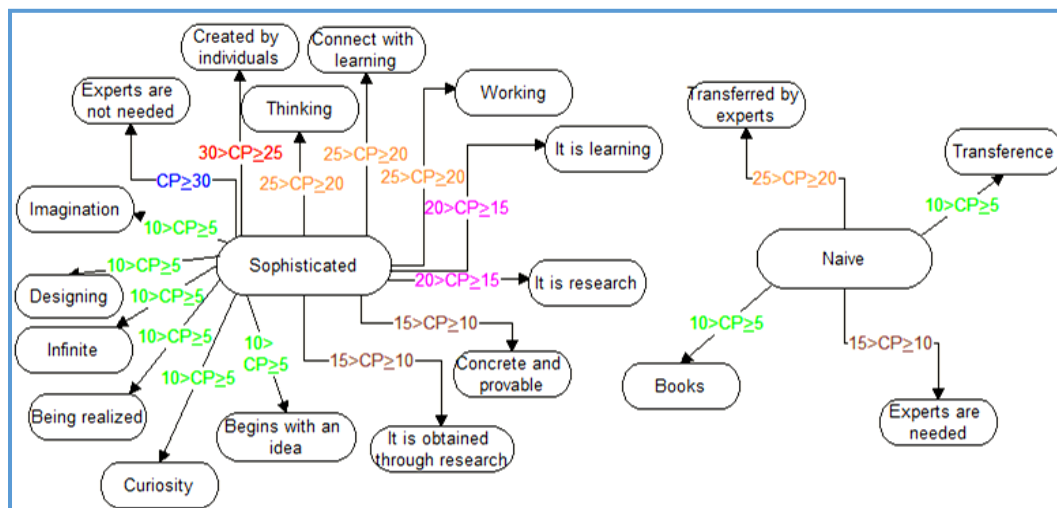 Created by
individuals
Connect with
learning
Experts are
not needed
Thinking
Working
Transferred by
experts
It is learning
Transference
30>CP≥25
25>CP≥20
25>CP≥20
25>CP≥20
CP≥30
20>CP≥15
25>CP≥20
10>CP≥5
Imagination
10>CP≥5
Sophisticated
Naive
10>CP≥5
20>CP≥15
It is research
Designing
10>CP≥5
Infinite
10>CP≥5
10>CP≥5
10>
CP≥5
15>CP≥10
15>CP≥10
10>CP≥5
15>CP≥10
Concrete and
provable
Books
Being realized
Begins with an
idea
It is obtained
through research
Experts are
needed
Curiosity